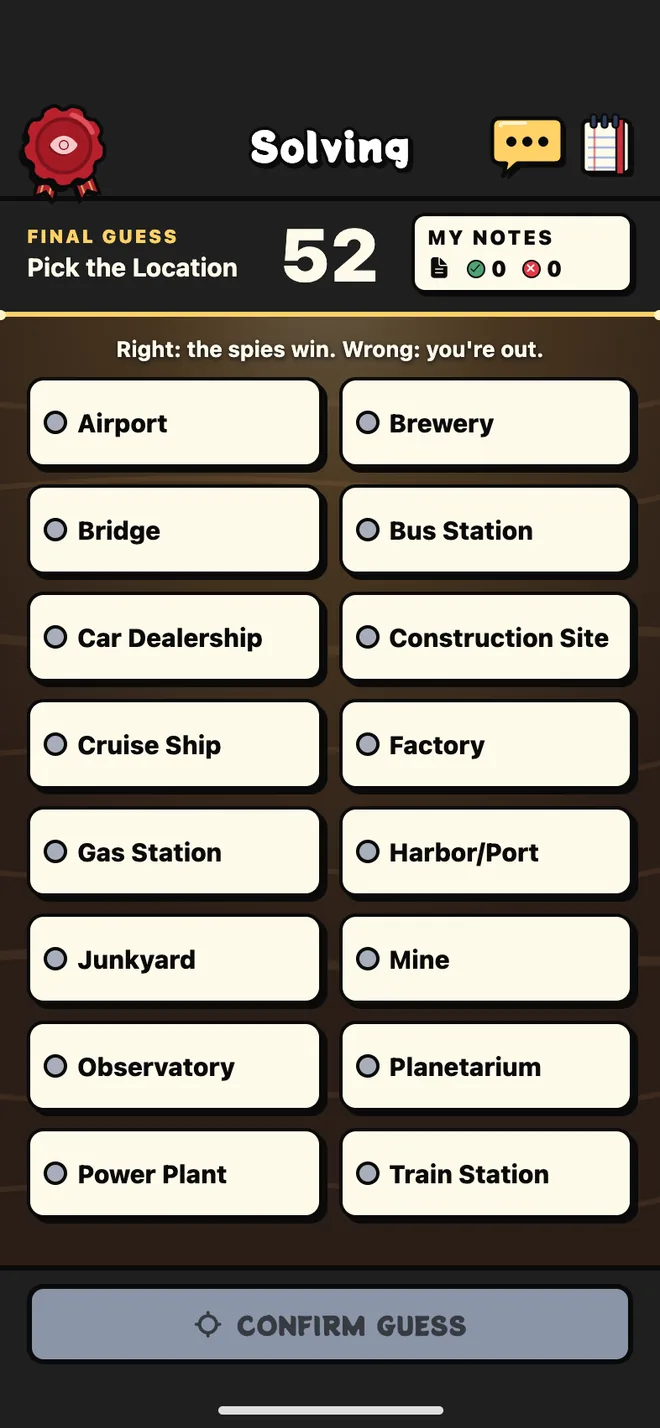 Solving
FINAL GUESS
Pick the Location
52
MY NOTES
0 0
Right: the spies win. Wrong: you're out.
Airport
Brewery
Bridge
Bus Station
Car Dealership
Construction Site
Cruise Ship
Factory
Gas Station
Harbor/Port
Junkyard
Mine
Observatory
Planetarium
Power Plant
Train Station
CONFIRM GUESS